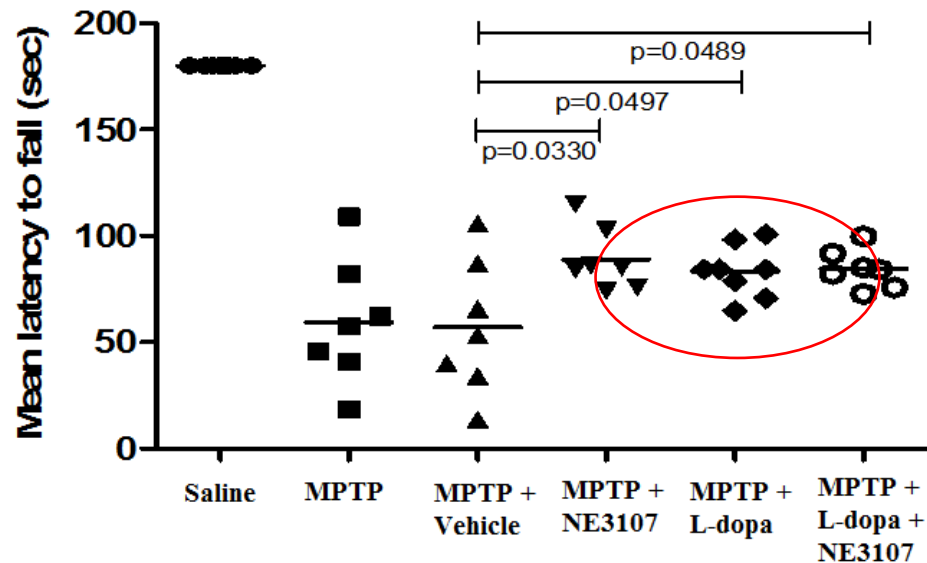 Mean latency to fall (sec)
200
150
100
50
0
p=0.0489
p=0.0497
p=0.0330
Saline
MPTP
MPTP +
Vehicle
MPTP +
NE3107
MPTP +
L-dopa
MPTP +
L-dopa +
NE3107